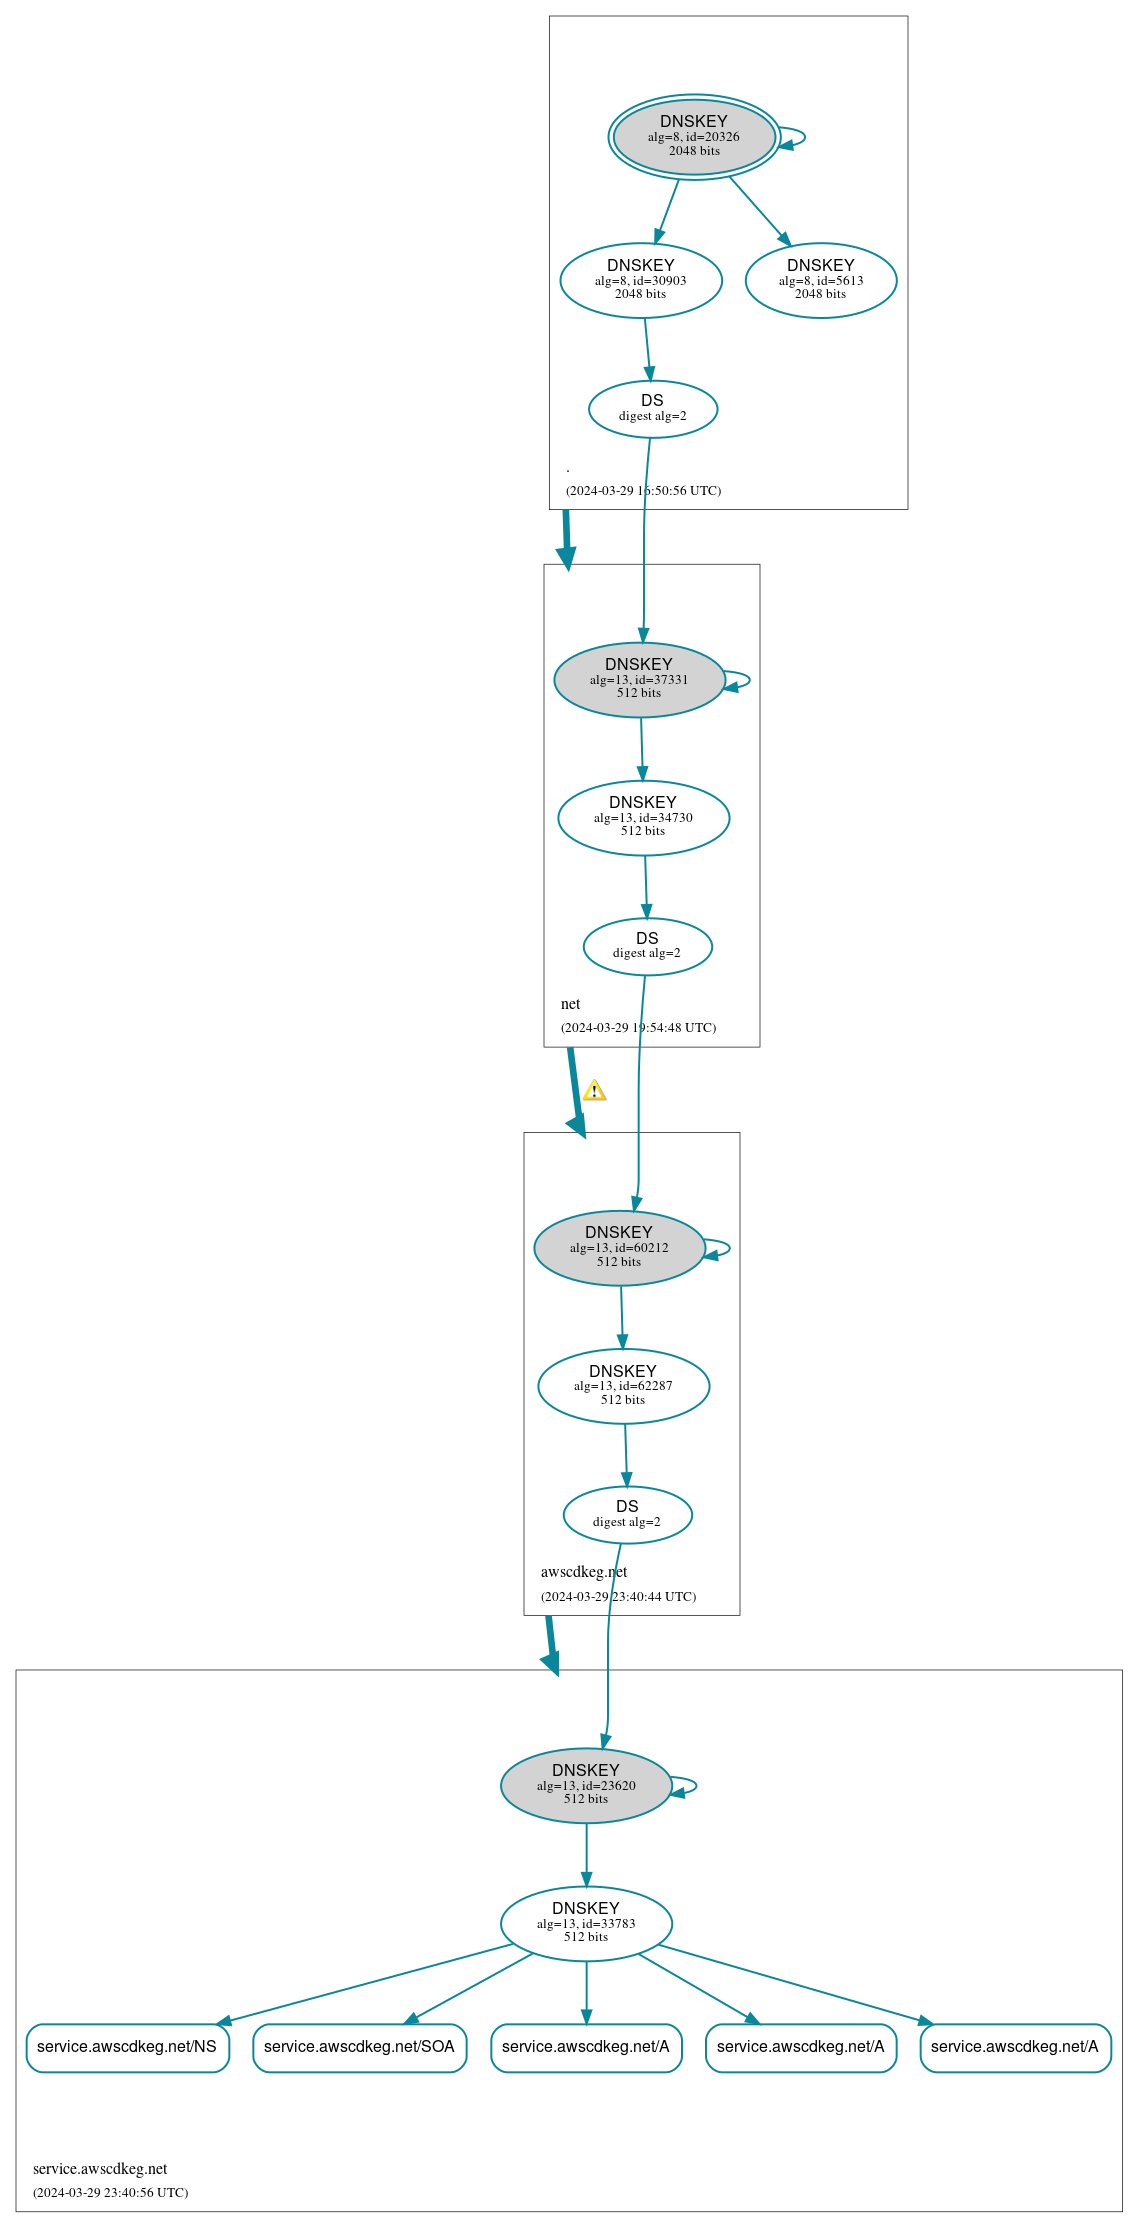 DNSKEY
alg=8, id=20326
2048 bits
DNSKEY
alg=8, id=30903
2048 bits
DNSKEY
alg=8, id=5613
2048 bits
DS
digest alg=2
.
(2024-03-29 16:50:56 UTC)
DNSKEY
alg=13, id=37331
512 bits
DNSKEY
alg=13, id=34730
512 bits
DS
digest alg=2
net
(2024-03-29 19:54:48 UTC)
DNSKEY
alg=13, id=60212
512 bits
DNSKEY
alg=13, id=62287
512 bits
DS
digest alg=2
awscdkeg.net
(2024-03-29 23:40:44 UTC)
DNSKEY
alg=13, id=23620
512 bits
DNSKEY
alg=13, id=33783
512 bits
service.awscdkeg.net/NS
service.awscdkeg.net/SOA
service.awscdkeg.net/A
service.awscdkeg.net/A
service.awscdkeg.net/A
service.awscdkeg.net
(2024-03-29 23:40:56 UTC)